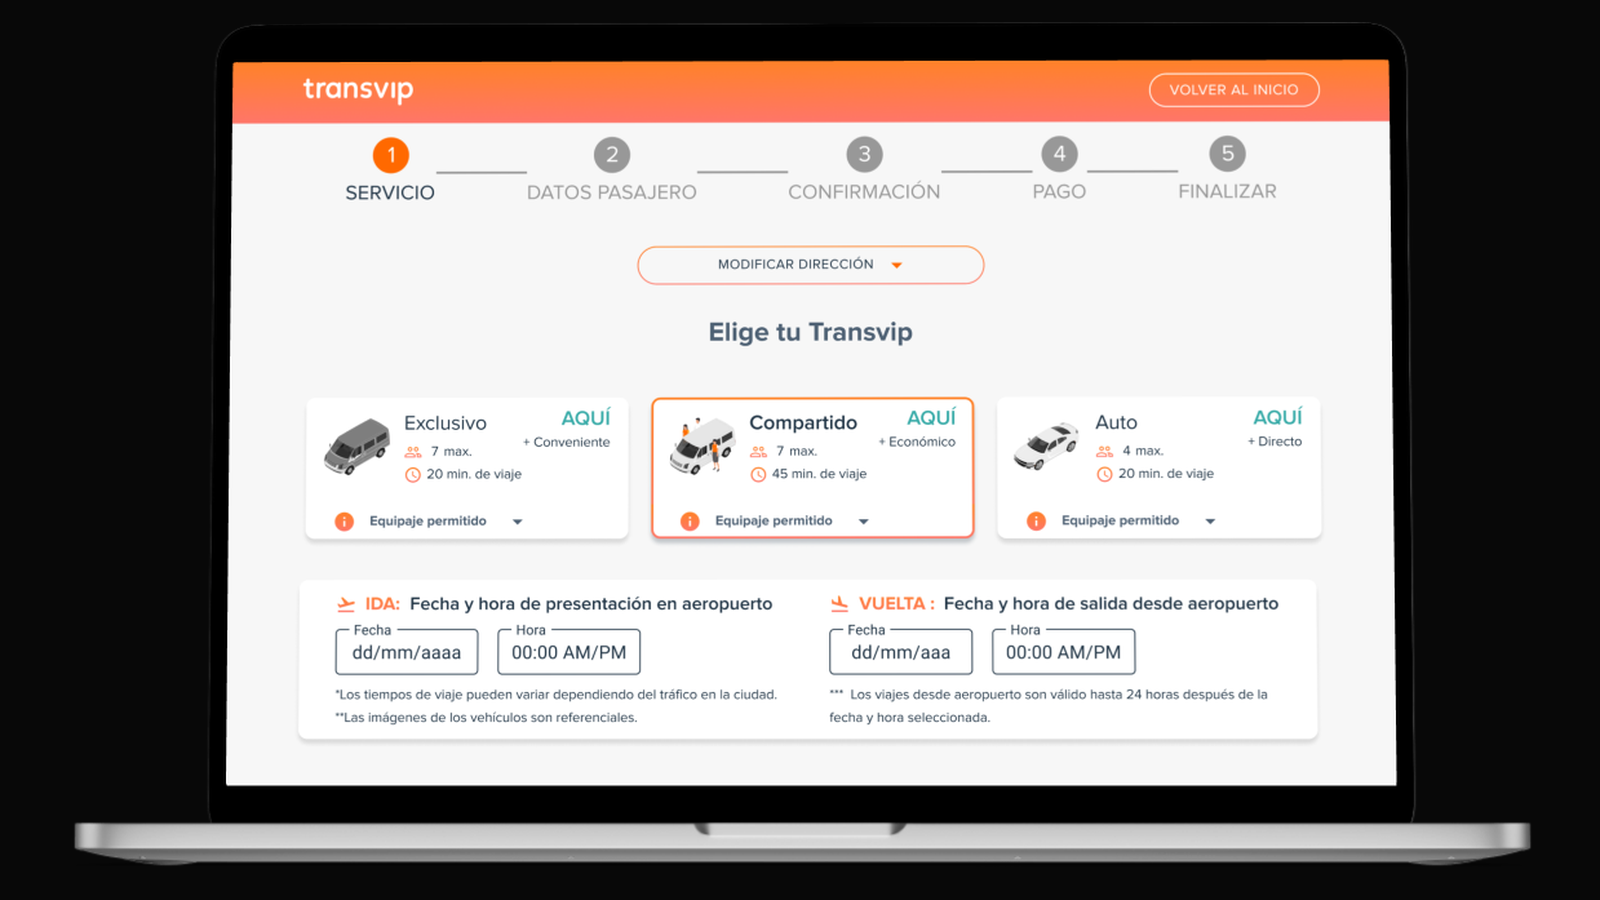 transvip
VOLVER AL INICIO
1
2
3
4
5
SERVICIO
DATOS PASAJERO
CONFIRMACIÓN
PAGO
FINALIZAR
MODIFICAR DIRECCIÓN
Elige tu Transvip
Exclusivo
AQUÍ
+ Conveniente
7 max.
20 min. de viaje
Equipaje permitido
Compartido
AQUÍ
+ Económico
7 max.
45 min. de viaje
Equipaje permitido
Auto
AQUÍ
+ Directo
4 max.
20 min. de viaje
Equipaje permitido
IDA: Fecha y hora de presentación en aeropuerto
Fecha
dd/mm/aaaa
Hora
00:00 AM/PM
*Los tiempos de viaje pueden variar dependiendo del tráfico en la ciudad.
**Las imágenes de los vehículos son referenciales.
VUELTA : Fecha y hora de salida desde aeropuerto
Fecha
dd/mm/aaa
Hora
00:00 AM/PM
*** Los viajes desde aeropuerto son válido hasta 24 horas después de la
fecha y hora seleccionada.